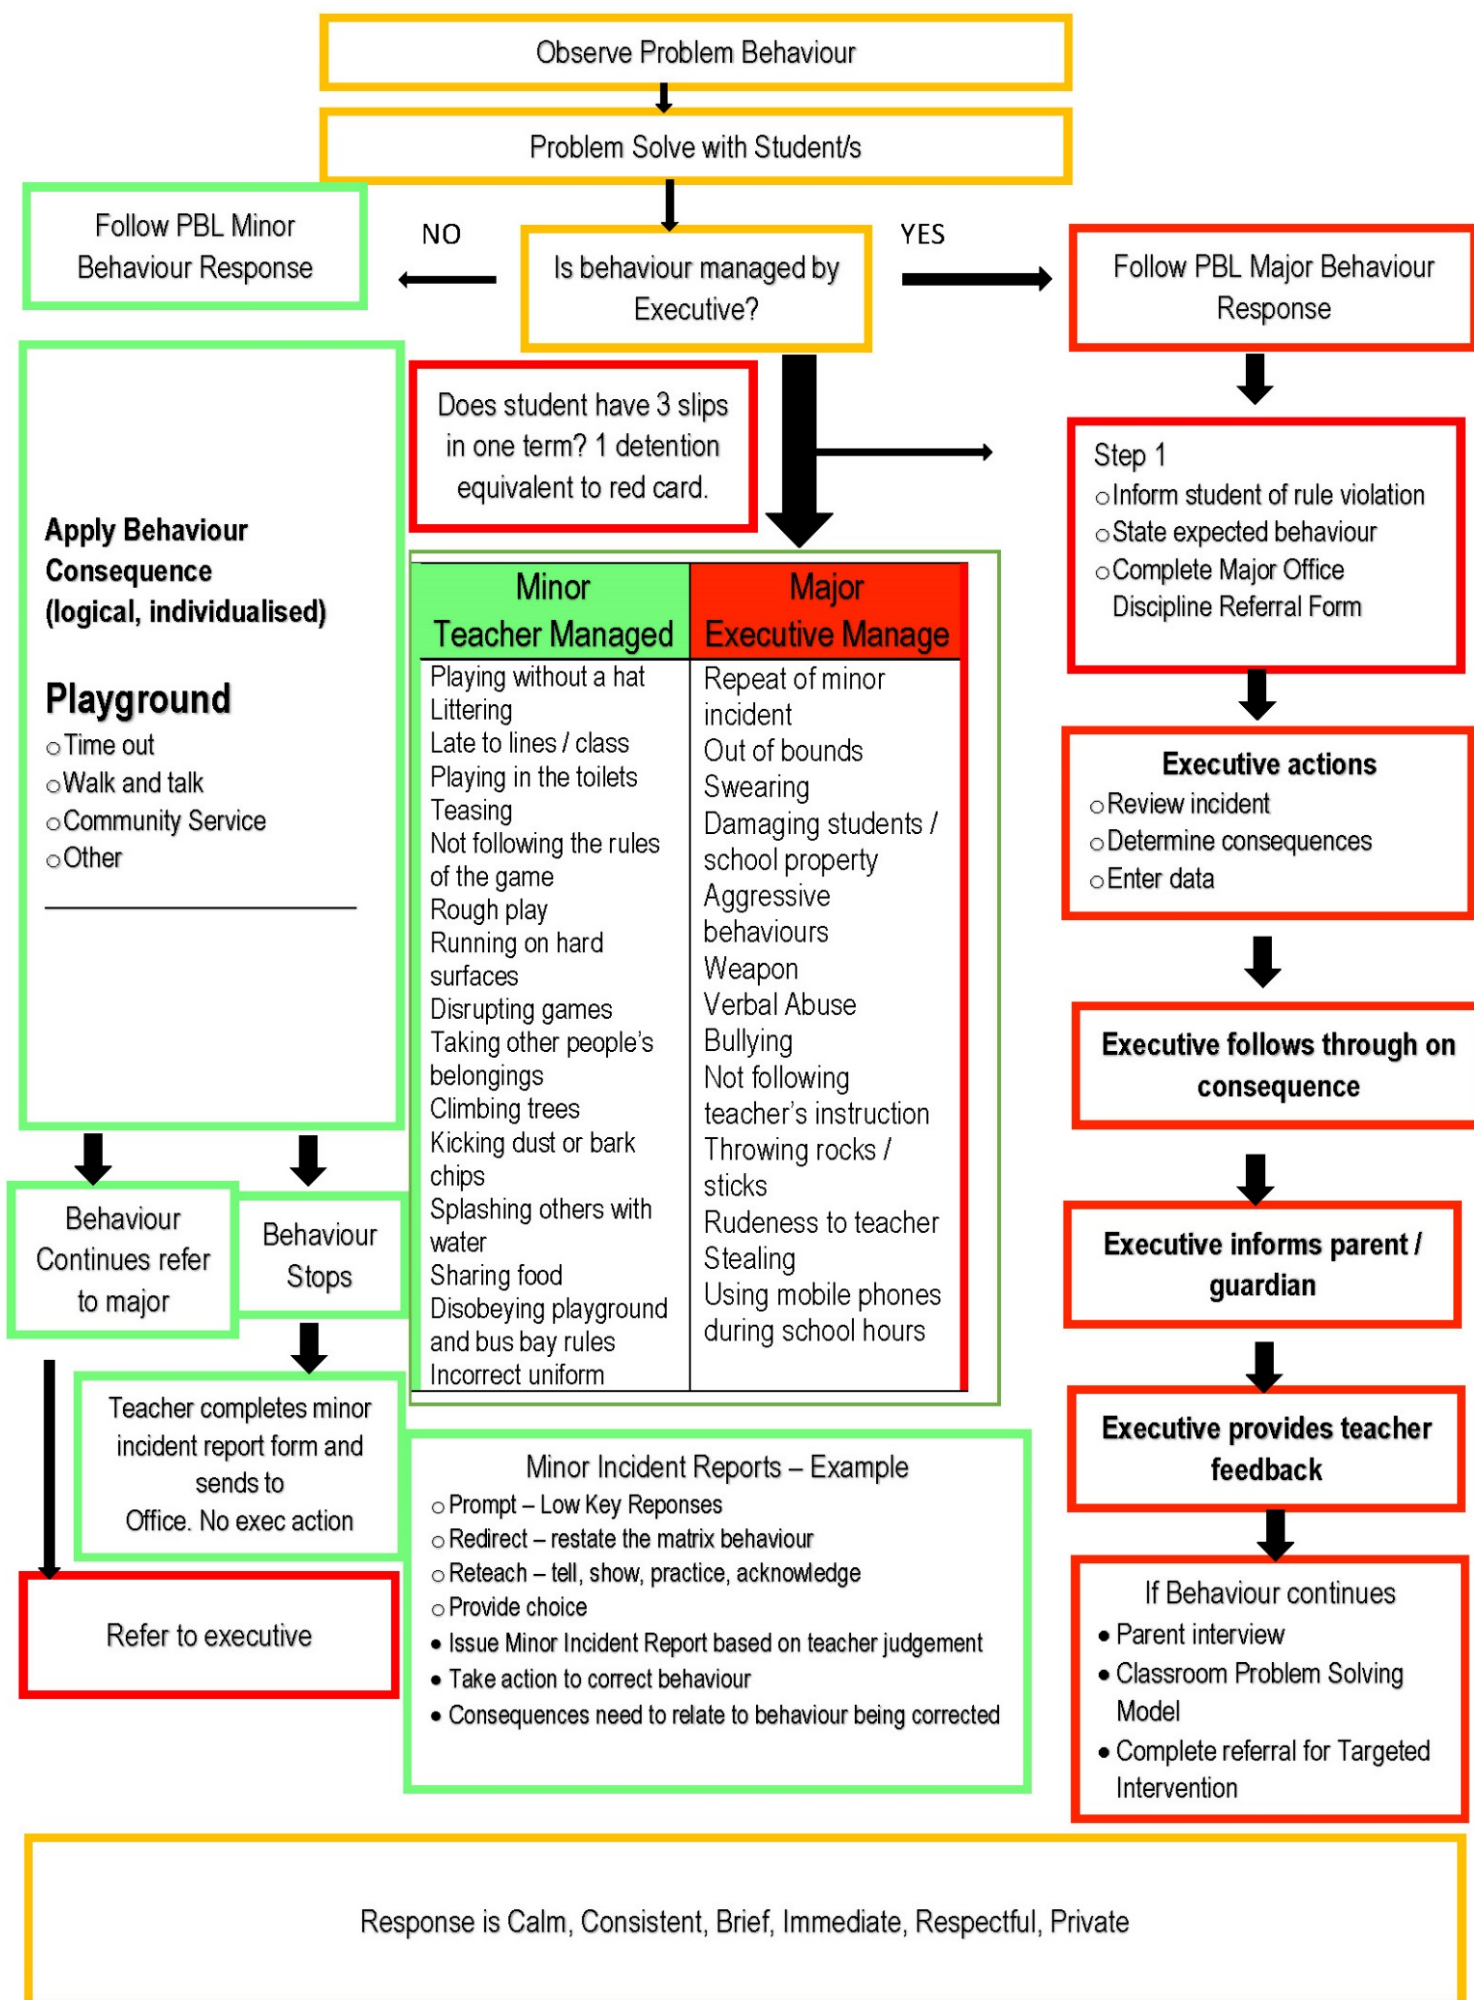 Observe Problem Behaviour
Problem Solve with Student/s
Follow PBL Minor
Behaviour Response
NO
Is behaviour managed by
Executive?
YES
Follow PBL Major Behaviour
Response
Does student have 3 slips
in one term? 1 detention
equivalent to red card.
Apply Behaviour
Consequence
(logical, individualised)
Playground
○ Time out
○ Walk and talk
○ Community Service
○ Other
Behaviour
Continues refer
to major
Behaviour
Stops
Teacher completes minor
incident report form and
sends to
Office. No exec action
Refer to executive
Minor
Teacher Managed
Playing without a hat
Littering
Late to lines / class
Playing in the toilets
Teasing
Not following the rules
of the game
Rough play
Running on hard
surfaces
Disrupting games
Taking other people's
belongings
Climbing trees
Kicking dust or bark
chips
Splashing others with
water
Sharing food
Disobeying playground
and bus bay rules
Incorrect uniform
Major
Executive Manage
Repeat of minor
incident
Out of bounds
Swearing
Damaging students /
school property
Aggressive
behaviours
Weapon
Verbal Abuse
Bullying
Not following
teacher's instruction
Throwing rocks /
sticks
Rudeness to teacher
Stealing
Using mobile phones
during school hours
Minor Incident Reports – Example
○ Prompt – Low Key Reponses
○ Redirect – restate the matrix behaviour
○ Reteach – tell, show, practice, acknowledge
○ Provide choice
• Issue Minor Incident Report based on teacher judgement
• Take action to correct behaviour
• Consequences need to relate to behaviour being corrected
Step 1
○ Inform student of rule violation
○ State expected behaviour
○ Complete Major Office
Discipline Referral Form
Executive actions
○ Review incident
○ Determine consequences
○ Enter data
Executive follows through on
consequence
Executive informs parent /
guardian
Executive provides teacher
feedback
If Behaviour continues
• Parent interview
• Classroom Problem Solving
Model
• Complete referral for Targeted
Intervention
Response is Calm, Consistent, Brief, Immediate, Respectful, Private